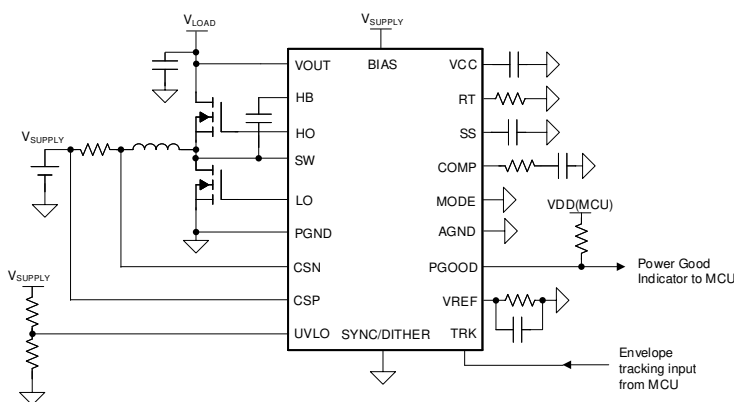 VLOAD
VSUPPLY
VOUT
BIAS
VCC
HB
RT
HO
SS
VSUPPLY
SW
COMP
LO
MODE
VDD(MCU)
PGND
AGND
CSN
PGOOD
Power Good
Indicator to MCU
VSUPPLY
CSP
VREF
UVLO
SYNC/DITHER
TRK
Envelope
tracking input
from MCU